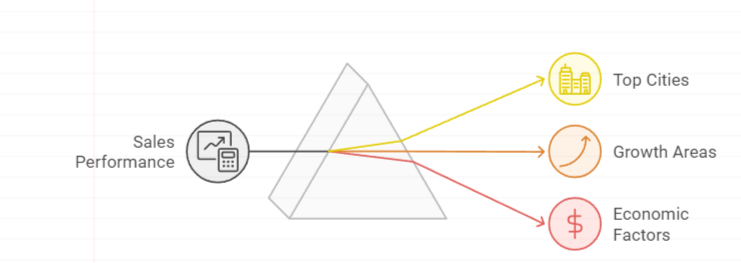 Sales
Performance
Top Cities
Growth Areas
Economic
Factors
$